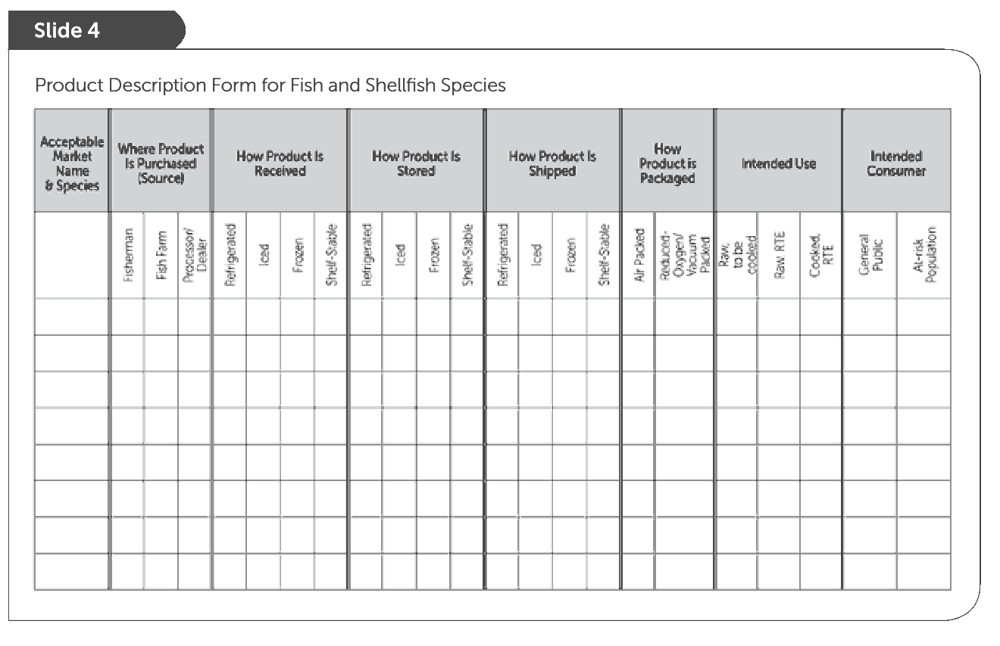 Slide 4
Product Description Form for Fish and Shellfish Species
Acceptable
Market
Name
& Species
Where Product
Is Purchased
(Source)
How Product Is
Received
How Product Is
Stored
How Product Is
Shipped
How
Product is
Packaged
Intended Use
Intended
Consumer
Fisherman
Fish Farm
Processor/
Dealer
Refrigerated
Iced
Frozen
Shelf-Stable
Refrigerated
Iced
Frozen
Shelf-Stable
Refrigerated
Iced
Frozen
Shelf-Stable
Air Packed
Reduced-
Oxygen/
Vacuum
Packed
Raw,
to be
cooked
Raw, RTE
Cooked,
RTE
General
Public
At-risk
Population